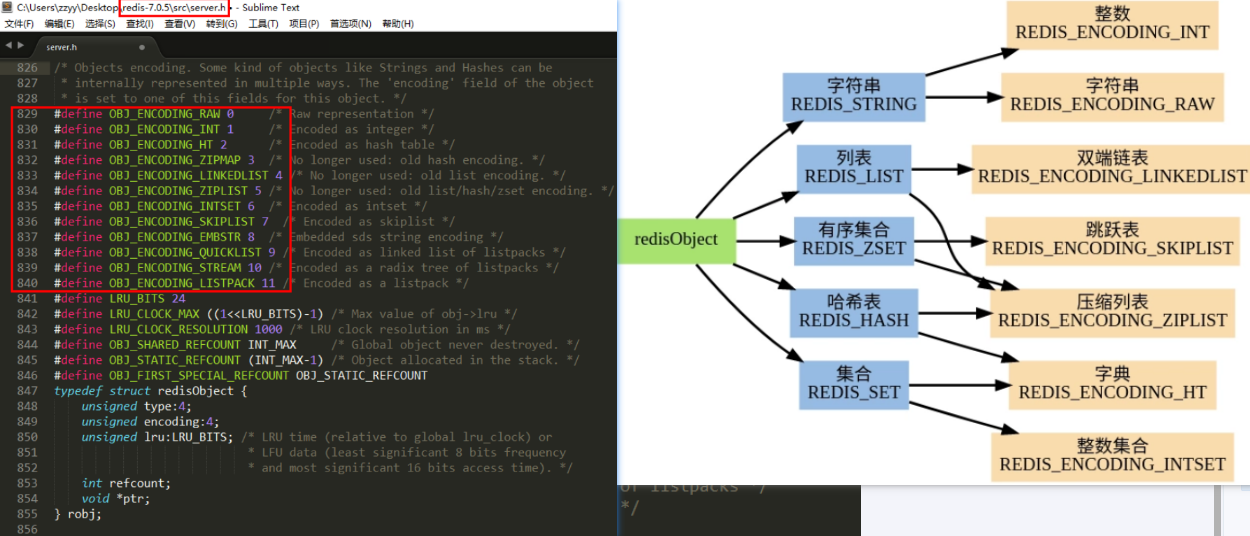 C:\Users\zzyy\Desktop\redis-7.0.5\src\server.h • - Sublime Text
文件(F) 编辑(E) 选择(S) 查找(I) 查看(V) 转到(G) 工具(T) 项目(P) 首选项(N) 帮助(H)
server.h
826 /* Objects encoding. Some kind of objects like Strings and Hashes can be
827 * internally represented in multiple ways. The 'encoding' field of the object
828 * is set to one of this fields for this object. */
829 #define OBJ_ENCODING_RAW 0 /* Raw representation */
830 #define OBJ_ENCODING_INT 1 /* Encoded as integer */
831 #define OBJ_ENCODING_HT 2 /* Encoded as hash table */
832 #define OBJ_ENCODING_ZIPMAP 3 /* No longer used: old hash encoding. */
833 #define OBJ_ENCODING_LINKEDLIST 4 /* No longer used: old list encoding. */
834 #define OBJ_ENCODING_ZIPLIST 5 /* No longer used: old list/hash/zset encoding. */
835 #define OBJ_ENCODING_INTSET 6 /* Encoded as intset */
836 #define OBJ_ENCODING_SKIPLIST 7 /* Encoded as skiplist */
837 #define OBJ_ENCODING_EMBSTR 8 /* Embedded sds string encoding */
838 #define OBJ_ENCODING_QUICKLIST 9 /* Encoded as linked list of listpacks */
839 #define OBJ_ENCODING_STREAM 10 /* Encoded as a radix tree of listpacks */
840 #define OBJ_ENCODING_LISTPACK 11 /* Encoded as a listpack */
841 #define LRU_BITS 24
842 #define LRU_CLOCK_MAX ((1<<LRU_BITS)-1) /* Max value of obj->lru */
843 #define LRU_CLOCK_RESOLUTION 1000 /* LRU clock resolution in ms */
844 #define OBJ_SHARED_REFCOUNT INT_MAX /* Global object never destroyed. */
845 #define OBJ_STATIC_REFCOUNT (INT_MAX-1) /* Object allocated in the stack. */
846 #define OBJ_FIRST_SPECIAL_REFCOUNT OBJ_STATIC_REFCOUNT
847 typedef struct redisObject {
848 unsigned type:4;
849 unsigned encoding:4;
850 unsigned lru:LRU_BITS; /* LRU time (relative to global lru_clock) or
851 * LFU data (least significant 8 bits frequency
852 * and most significant 16 bits access time). */
853 int refcount;
854 void *ptr;
855 } robj;
856
redisObject
字符串
REDIS_STRING
列表
REDIS_LIST
有序集合
REDIS_ZSET
哈希表
REDIS_HASH
集合
REDIS_SET
整数
REDIS_ENCODING_INT
字符串
REDIS_ENCODING_RAW
双端链表
REDIS_ENCODING_LINKEDLIST
跳跃表
REDIS_ENCODING_SKIPLIST
压缩列表
REDIS_ENCODING_ZIPLIST
字典
REDIS_ENCODING_HT
整数集合
REDIS_ENCODING_INTSET
of listpacks */
*/